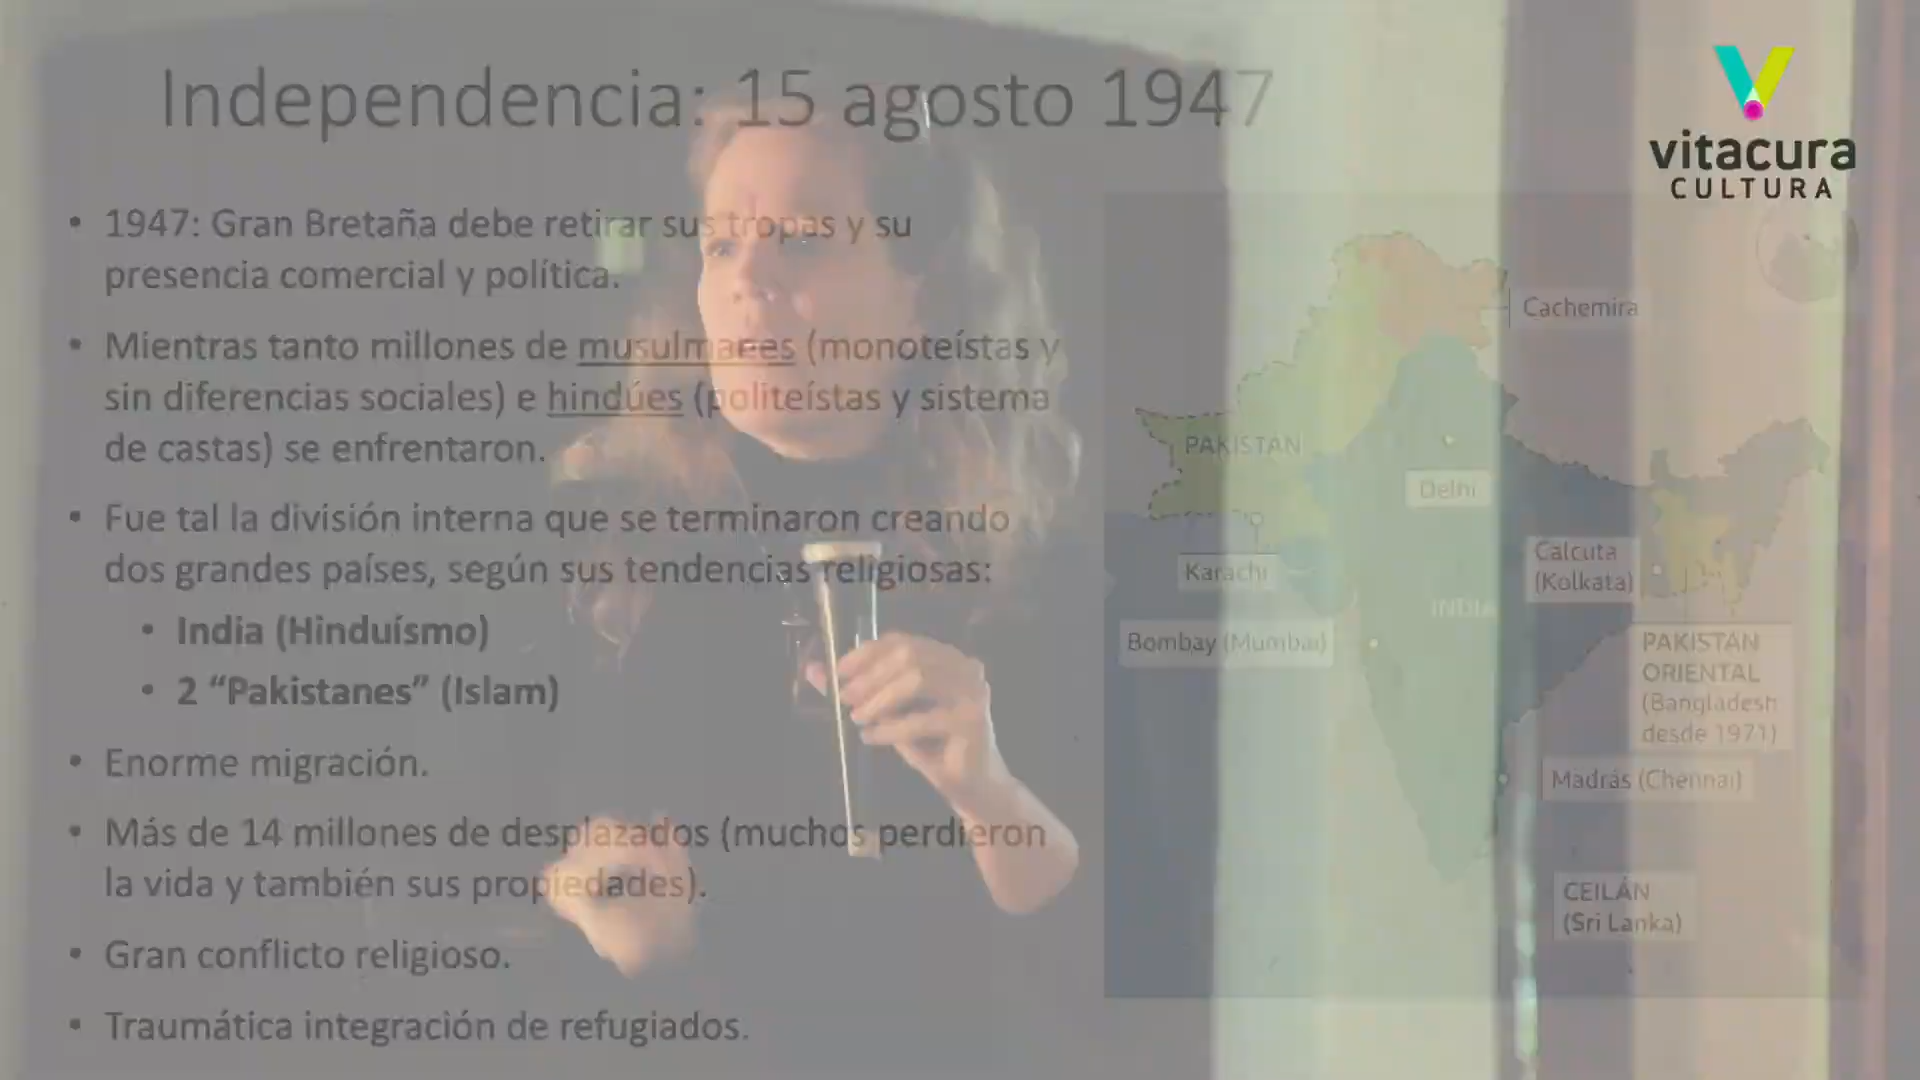 Independencia: 15 agosto 1947
• 1947: Gran Bretaña debe retirar sus tropas y su
presencia comercial y política.
• Mientras tanto millones de musulmanes (monoteístas y
sin diferencias sociales) e hindúes (politeístas y sistema
de castas) se enfrentaron.
• Fue tal la división interna que se terminaron creando
dos grandes países, según sus tendencias religiosas:
• India (Hinduísmo)
• 2 “Pakistanes” (Islam)
• Enorme migración.
• Más de 14 millones de desplazados (muchos perdieron
la vida y también sus propiedades).
• Gran conflicto religioso.
• Traumática integración de refugiados.
vitacura
CULTURA
Cachemira
PAKISTAN
Delhi
Karachi
Calcuta
(Kolkata)
INDIA
Bombay (Mumbai)
PAKISTAN
ORIENTAL
(Bangladesh
desde 1971)
Madrás (Chennai)
CEILÁN
(Sri Lanka)